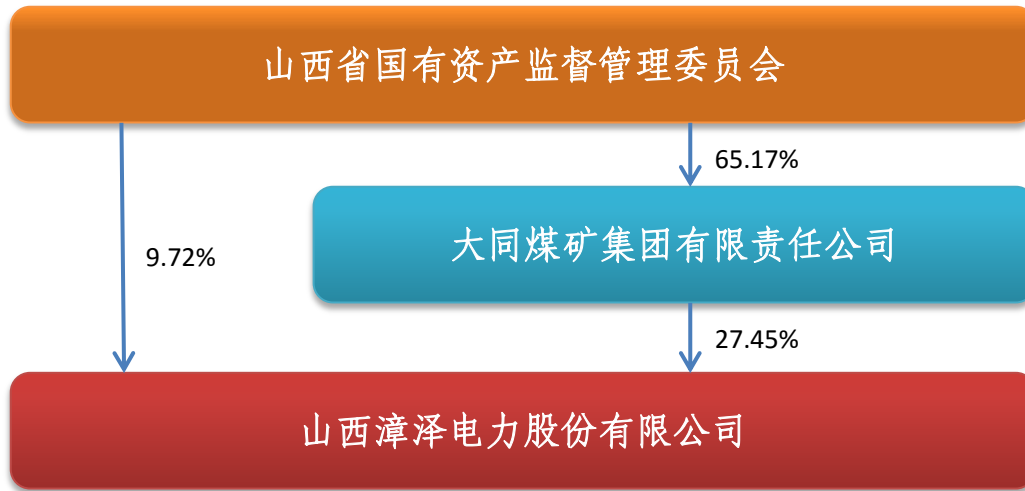 山西省国有资产监督管理委员会
65.17%
9.72%
大同煤矿集团有限责任公司
27.45%
山西漳泽电力股份有限公司